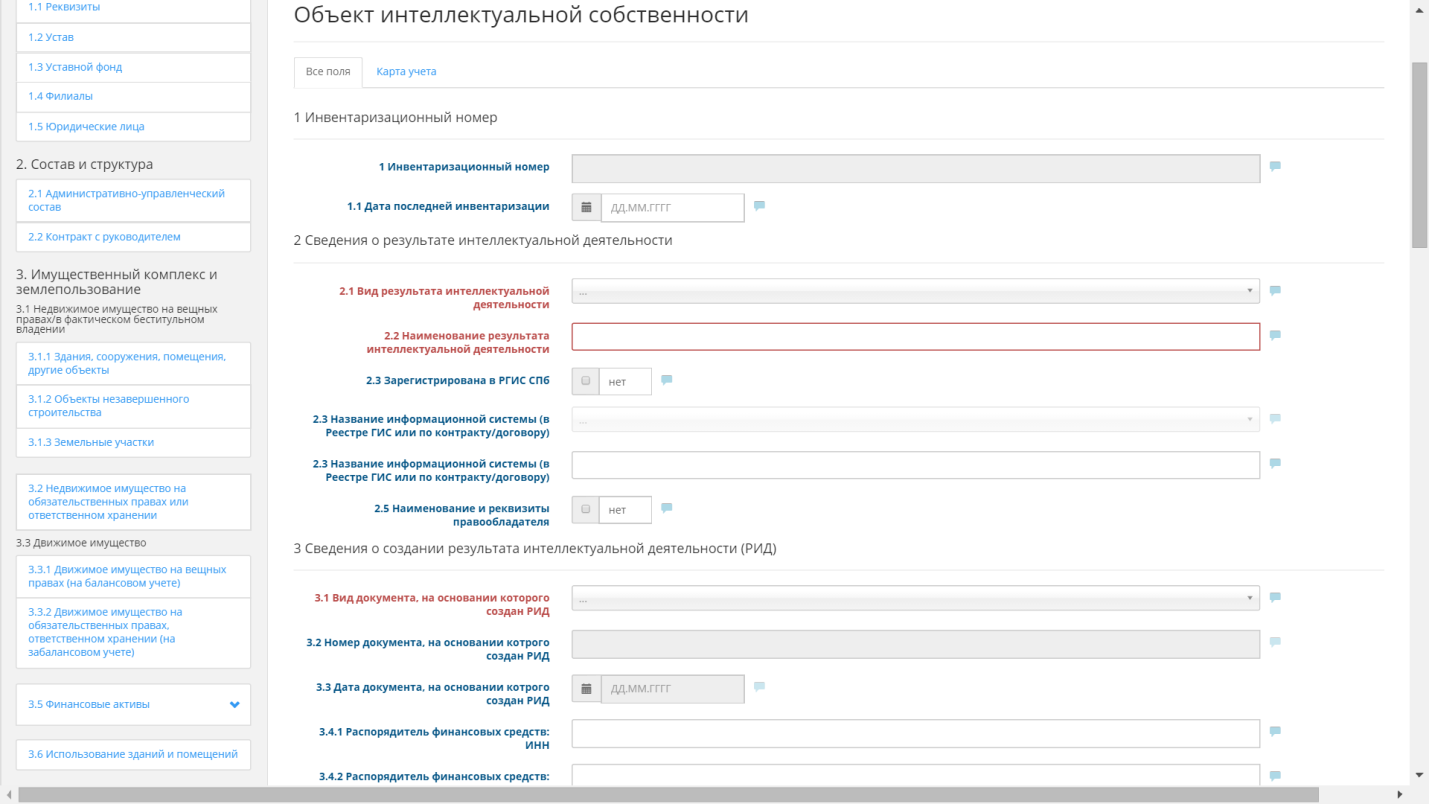 1.1 Реквизиты
1.2 Устав
1.3 Уставной фонд
1.4 Филиалы
1.5 Юридические лица
2. Состав и структура
2.1 Административно-управленческий
состав
2.2 Контракт с руководителем
3. Имущественный комплекс и
землепользование
3.1 Недвижимое имущество на вещных
правах/в фактическом беститульном
владении
3.1.1 Здания, сооружения, помещения,
другие объекты
3.1.2 Объекты незавершенного
строительства
3.1.3 Земельные участки
3.2 Недвижимое имущество на
обязательственных правах или
ответственном хранении
3.3 Движимое имущество
3.3.1 Движимое имущество на вещных
правах (на балансовом учете)
3.3.2 Движимое имущество на
обязательственных правах,
ответственном хранении (на
забалансовом учете)
3.5 Финансовые активы
3.6 Использование зданий и помещений
Объект интеллектуальной собственности
Все поля
Карта учета
1 Инвентаризационный номер
1 Инвентаризационный номер
1.1 Дата последней инвентаризации
ДД.ММ.ГГГГ
2 Сведения о результате интеллектуальной деятельности
2.1 Вид результата интеллектуальной
деятельности
...
2.2 Наименование результата
интеллектуальной деятельности
2.3 Зарегистрирована в РГИС СПб
нет
2.3 Название информационной системы (в
Реестре ГИС или по контракту/договору)
...
2.3 Название информационной системы (в
Реестре ГИС или по контракту/договору)
2.5 Наименование и реквизиты
правообладателя
нет
3 Сведения о создании результата интеллектуальной деятельности (РИД)
3.1 Вид документа, на основании которого
создан РИД
...
3.2 Номер документа, на основании котрого
создан РИД
3.3 Дата документа, на основании котрого
создан РИД
ДД.ММ.ГГГГ
3.4.1 Распорядитель финансовых средств:
ИНН
3.4.2 Распорядитель финансовых средств: